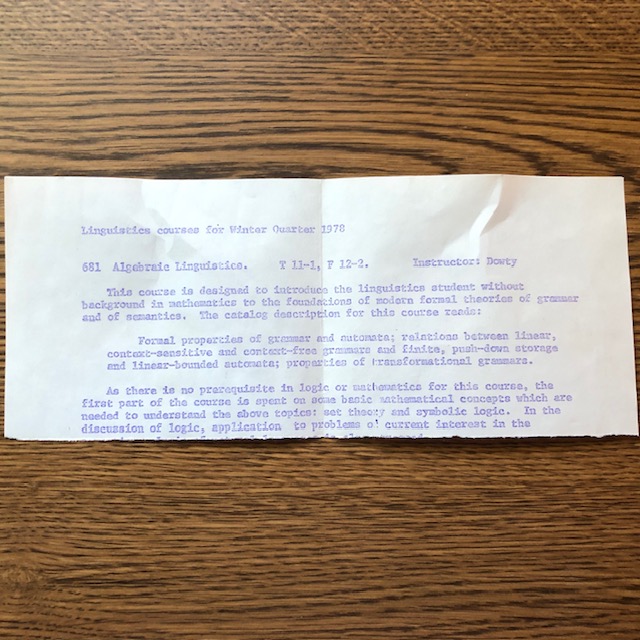 Linguistics courses for Winter Quarter 1978
681 Algebraic Linguistics. T 11-1, F 12-2. Instructor: Dowty
This course is designed to introduce the linguistics student without
background in mathematics to the foundations of modern formal theories of grammar
and of semantics. The catalog description for this course reads:
Formal properties of grammar and automata; relations between linear,
context-sensitive and context-free grammars and finite, push-down storage
and linear-bounded automata; properties of transformational grammars.
As there is no prerequisite in logic or mathematics for this course, the
first part of the course is spent on some basic mathematical concepts which are
needed to understand the above topics: set theory and symbolic logic. In the
discussion of logic, application to problems of current interest in the